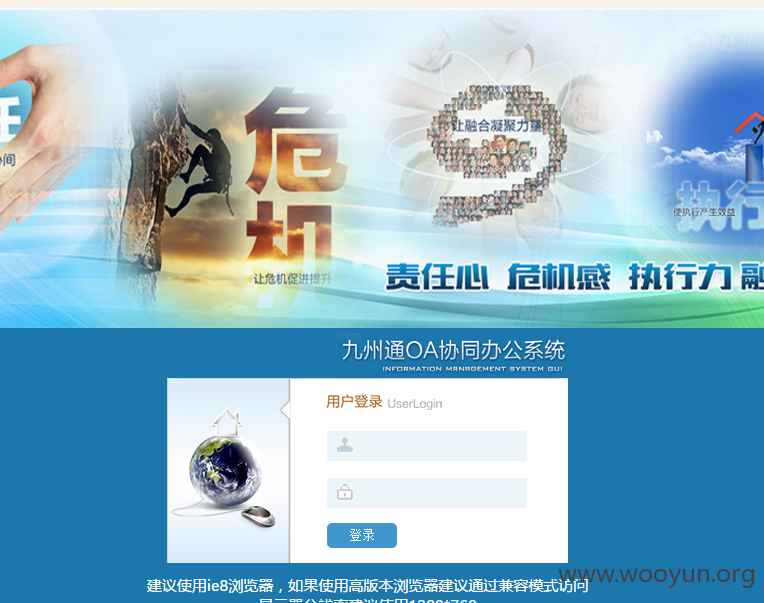 任
心间
危
机
让危机促进提升
让融合凝聚力量
使执行产生效益
执行
责任心 危机感 执行力 融
九州通OA协同办公系统
INFORMATION MRNRGEMENT SYSTEM GUI
用户登录 UserLogin
登录
建议使用ie8浏览器，如果使用高版本浏览器建议通过兼容模式访问
www.wooyun.org